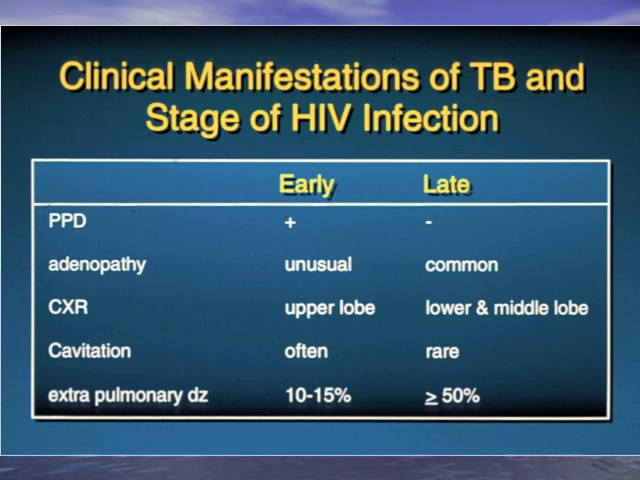 Clinical Manifestations of TB and
Stage of HIV Infection
Early Late
PPD + -
adenopathy unusual common
CXR upper lobe lower & middle lobe
Cavitation often rare
extra pulmonary dz 10-15% ≥ 50%